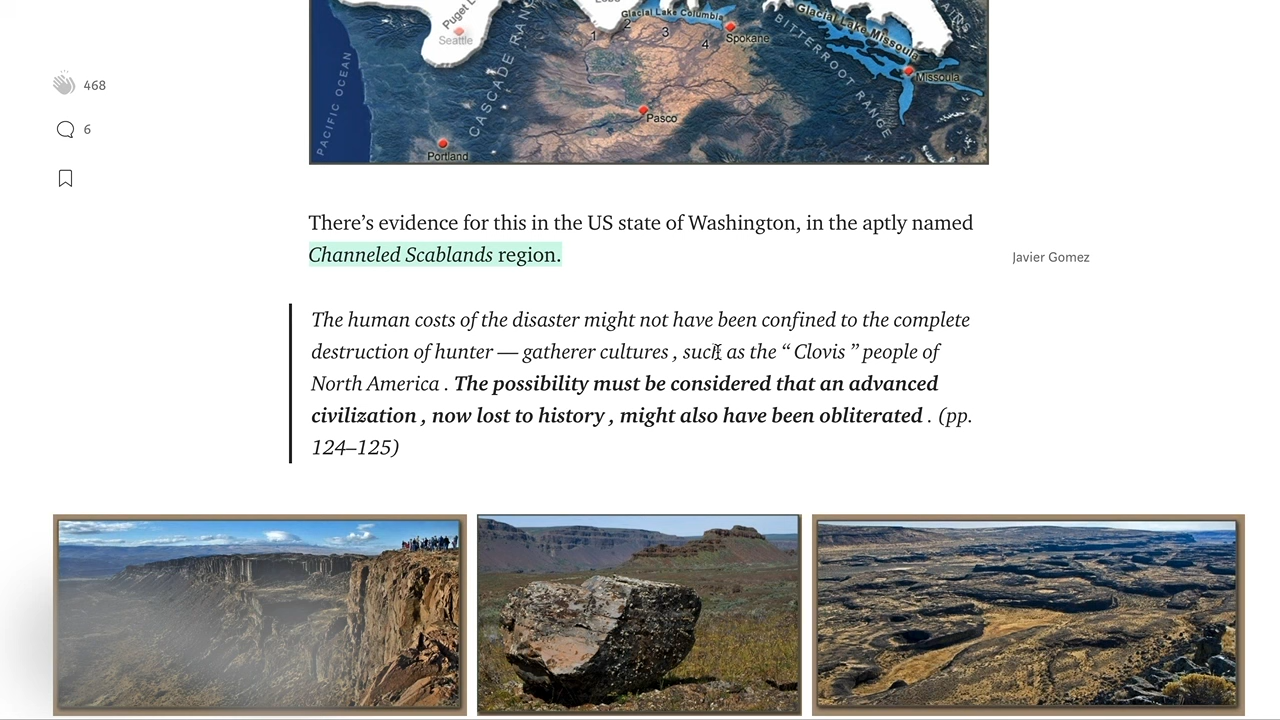 Puget L
Glacial Lake Columbia
Glacial Lake Missoula
Seattle
1
2
3
4
Spokane
BITTERROOT RANGE
Missoula
PACIFIC OCEAN
CASCADE RAN
Pasco
Portland
468
6
There’s evidence for this in the US state of Washington, in the aptly named
Channeled Scablands region.
Javier Gomez
The human costs of the disaster might not have been confined to the complete
destruction of hunter — gatherer cultures , such as the “ Clovis ” people of
North America . The possibility must be considered that an advanced
civilization , now lost to history , might also have been obliterated . (pp.
124–125)